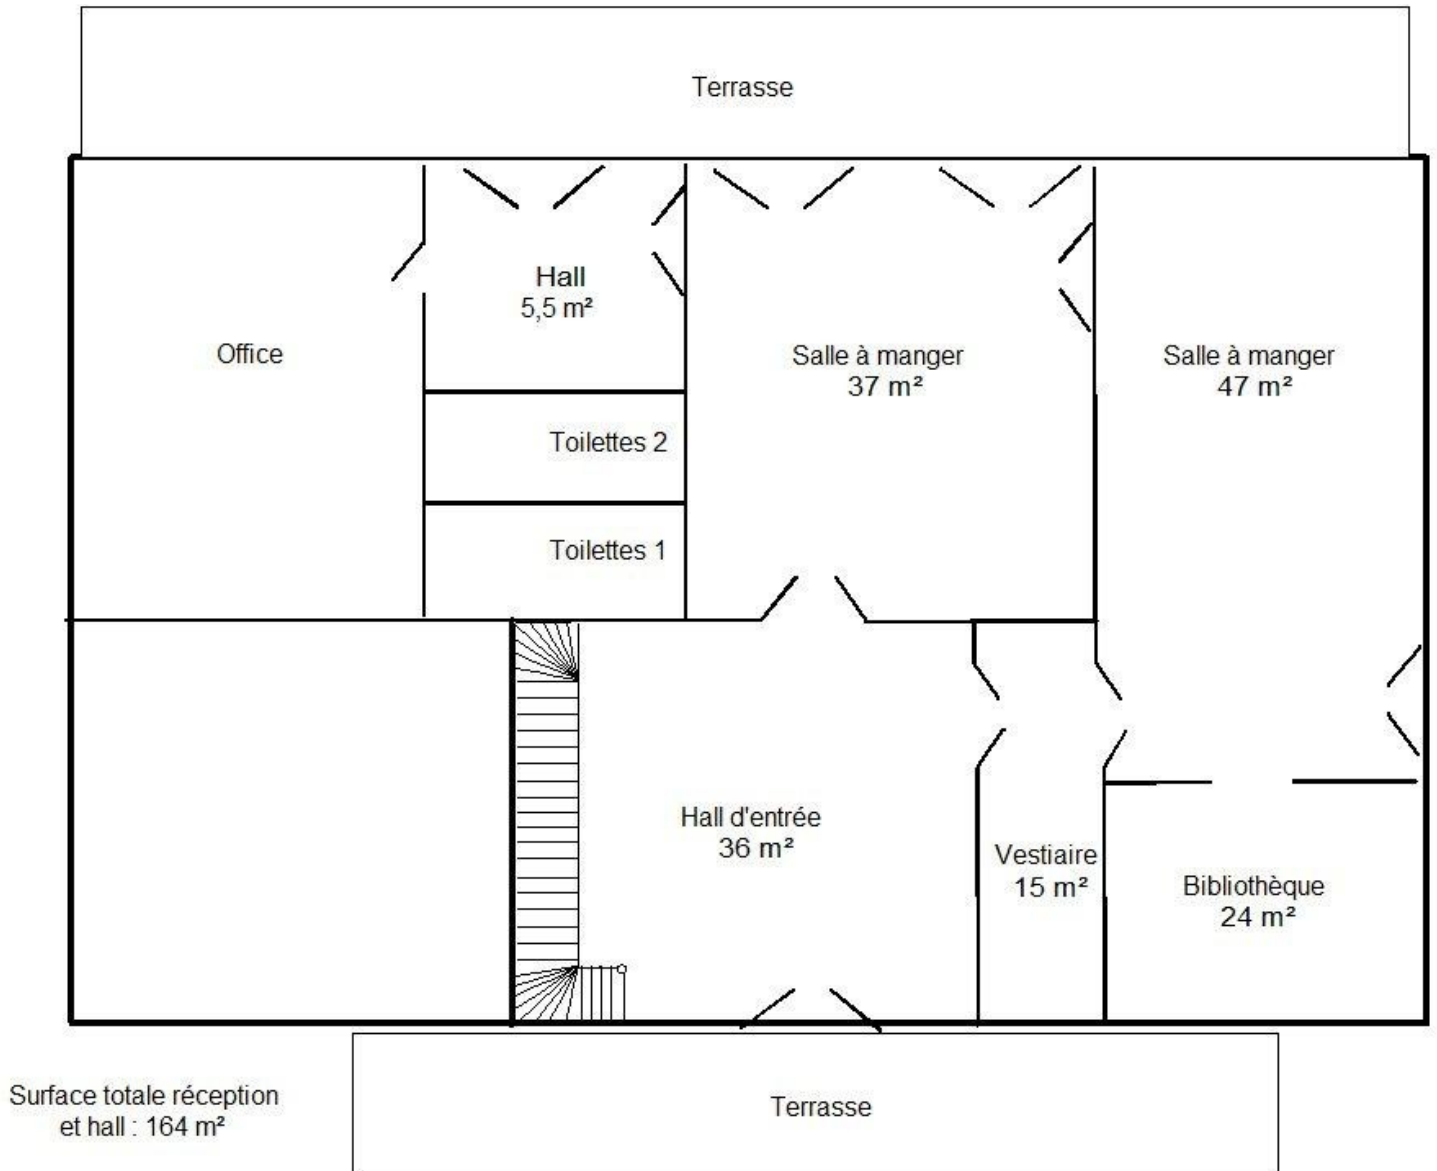 Terrasse
Hall
5,5 m²
Office
Salle à manger
37 m²
Salle à manger
47 m²
Toilettes 2
Toilettes 1
Hall d'entrée
36 m²
Vestiaire
15 m²
Bibliothèque
24 m²
Surface totale réception
et hall : 164 m²
Terrasse